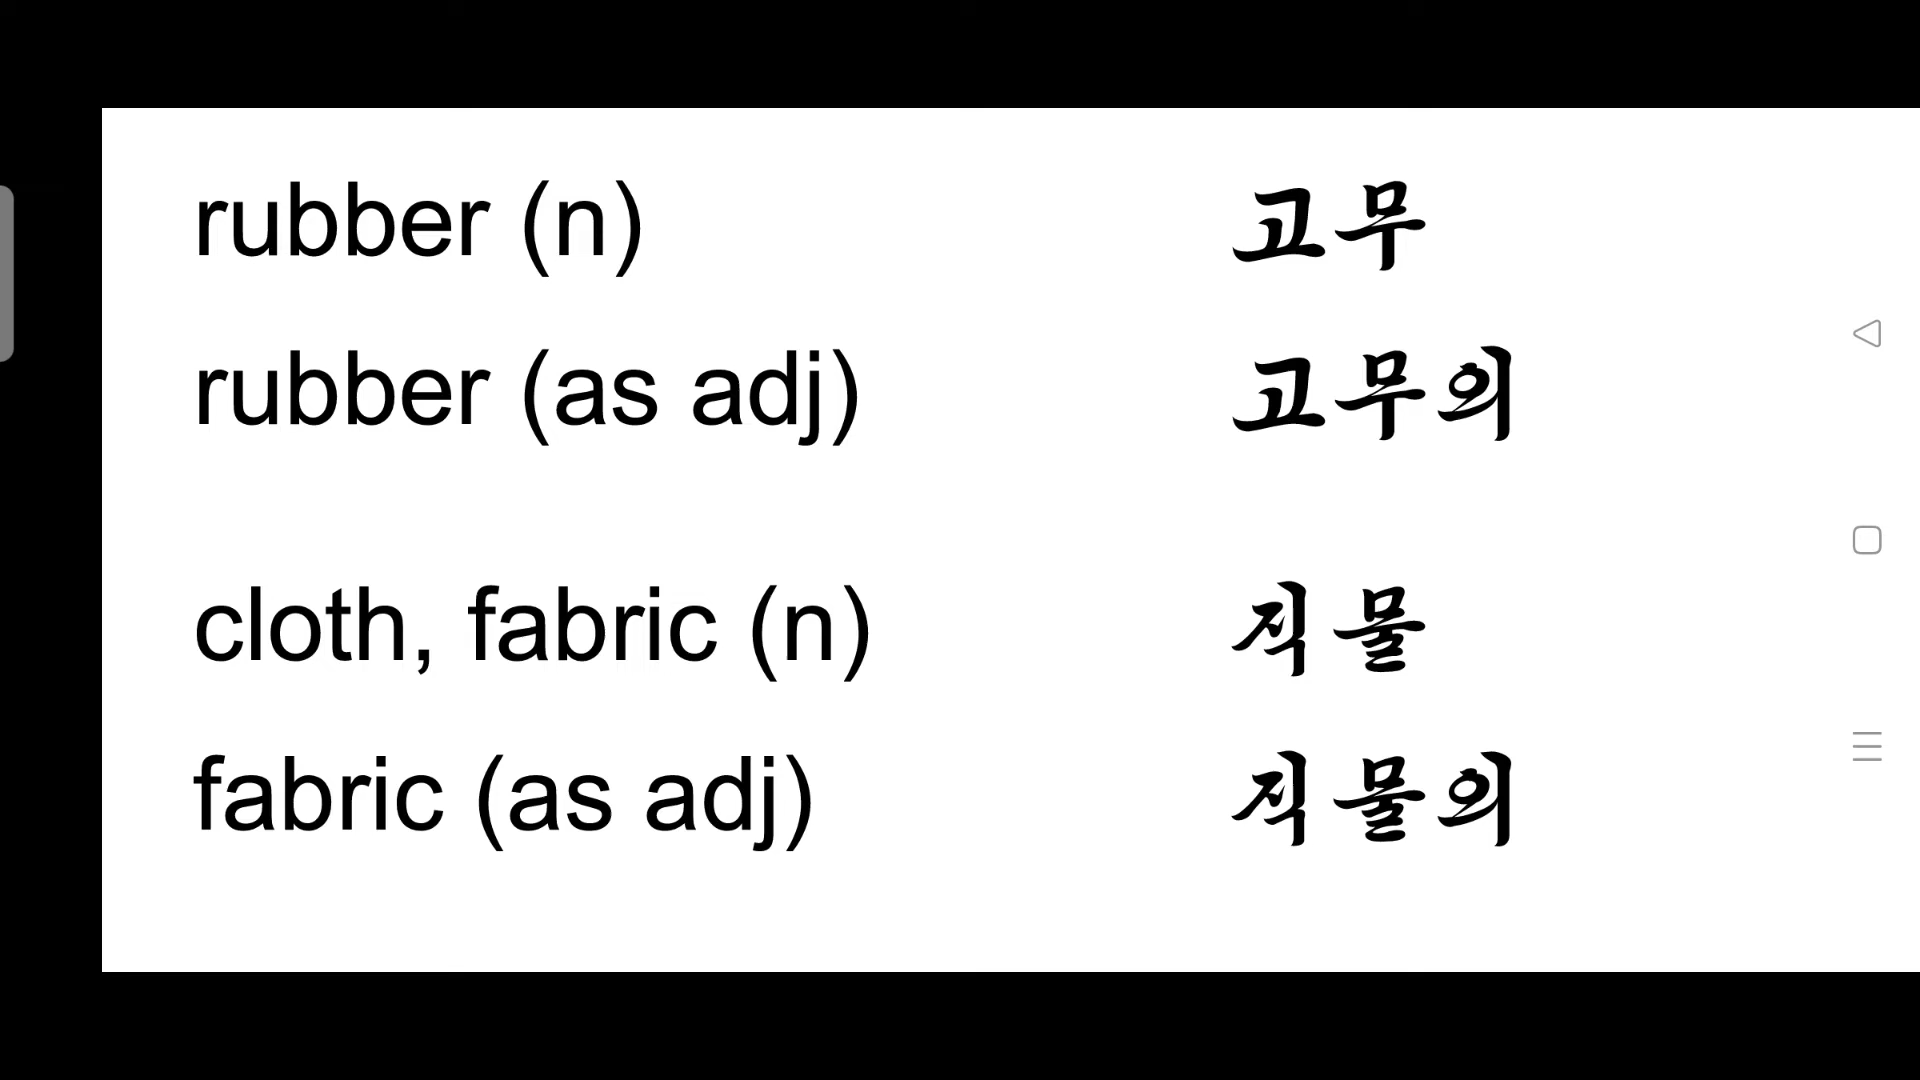 rubber (n) 고무
rubber (as adj) 고무의
cloth, fabric (n) 직물
fabric (as adj) 직물의